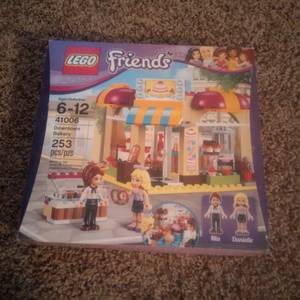 LEGO
Friends
6-12
41006
Downtown
Bakery
253
pcs/pzs
Mia
Danielle